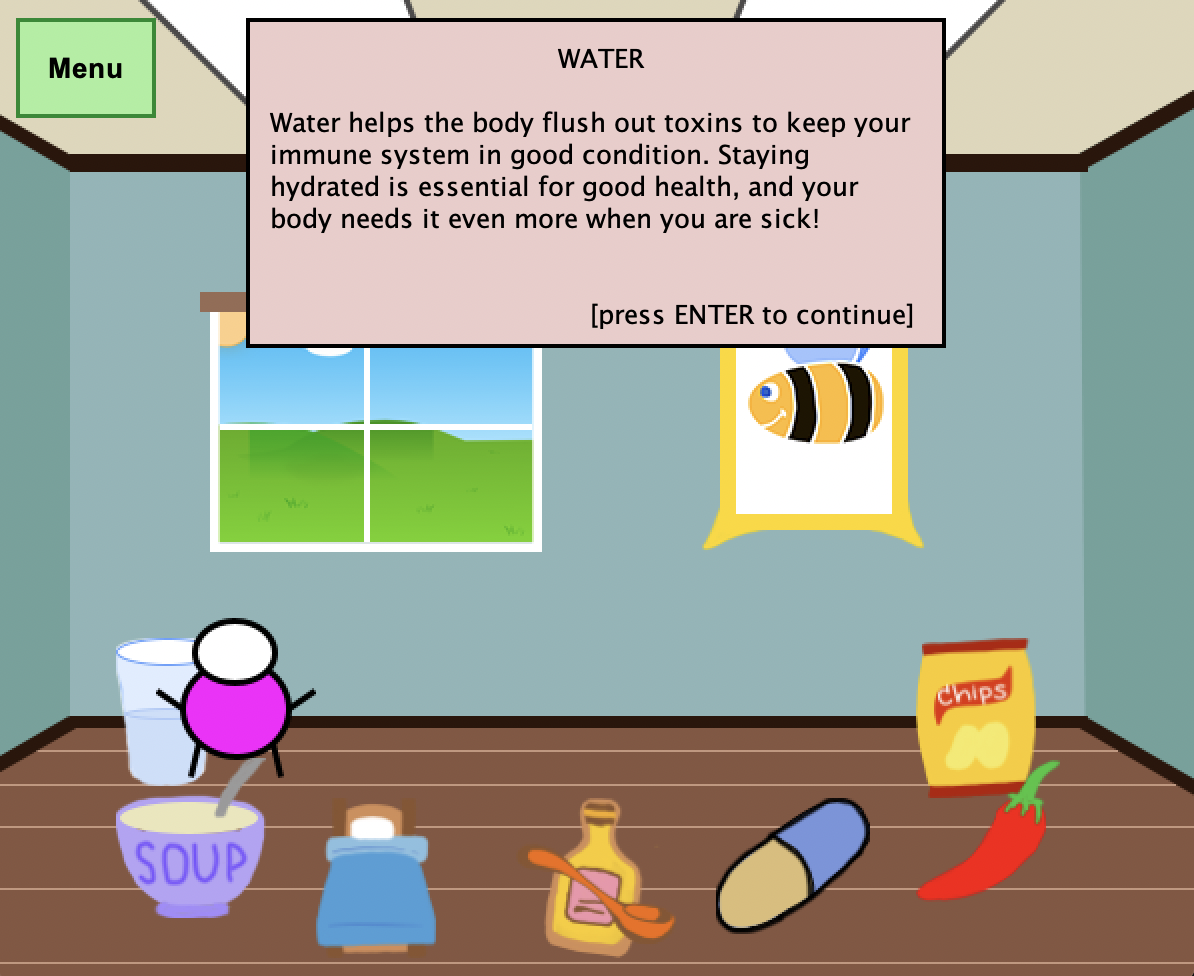 Menu
WATER
Water helps the body flush out toxins to keep your
immune system in good condition. Staying
hydrated is essential for good health, and your
body needs it even more when you are sick!
[press ENTER to continue]
Chips
SOUP